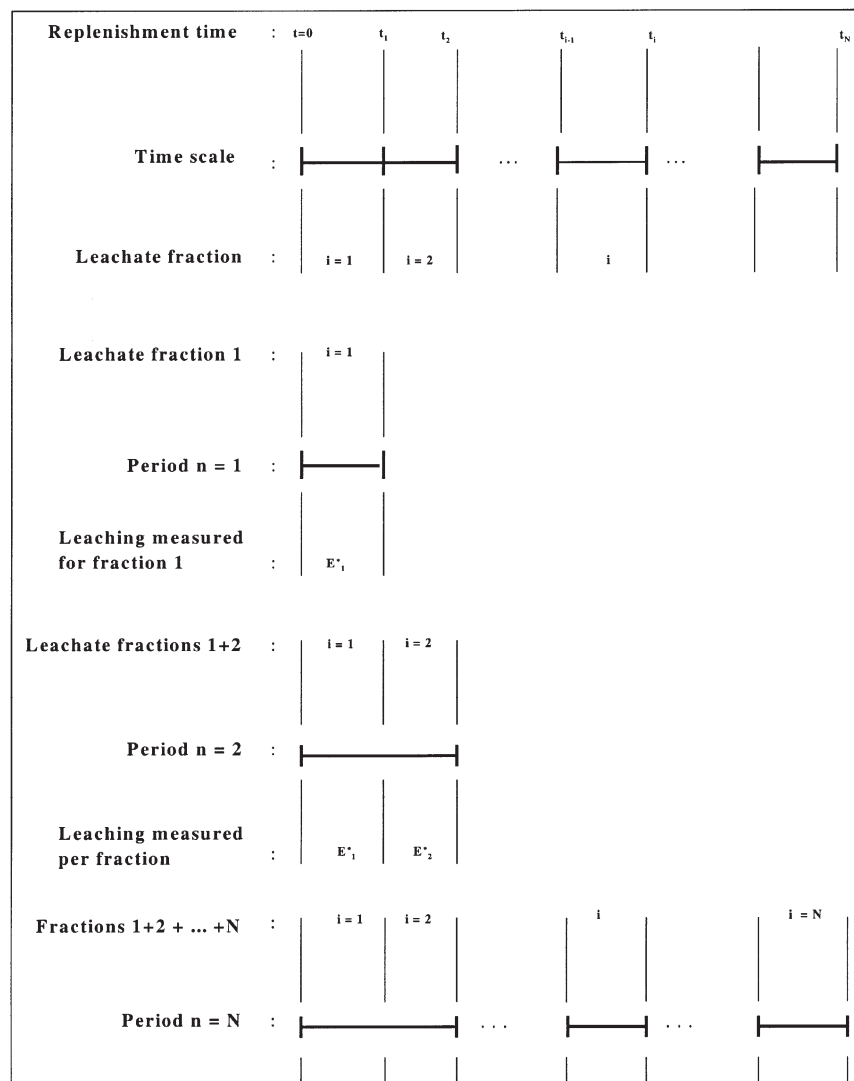 Replenishment time : t=0 t₁ t₂ tᵢ₋₁ tᵢ t_N
Time scale : ... ...
Leachate fraction : i = 1 i = 2 i
Leachate fraction 1 : i = 1
Period n = 1 :
Leaching measured
for fraction 1 : E*₁
Leachate fractions 1+2 : i = 1 i = 2
Period n = 2 :
Leaching measured
per fraction : E*₁ E*₂
Fractions 1+2 + ... +N : i = 1 i = 2 i i = N
Period n = N : ... ...